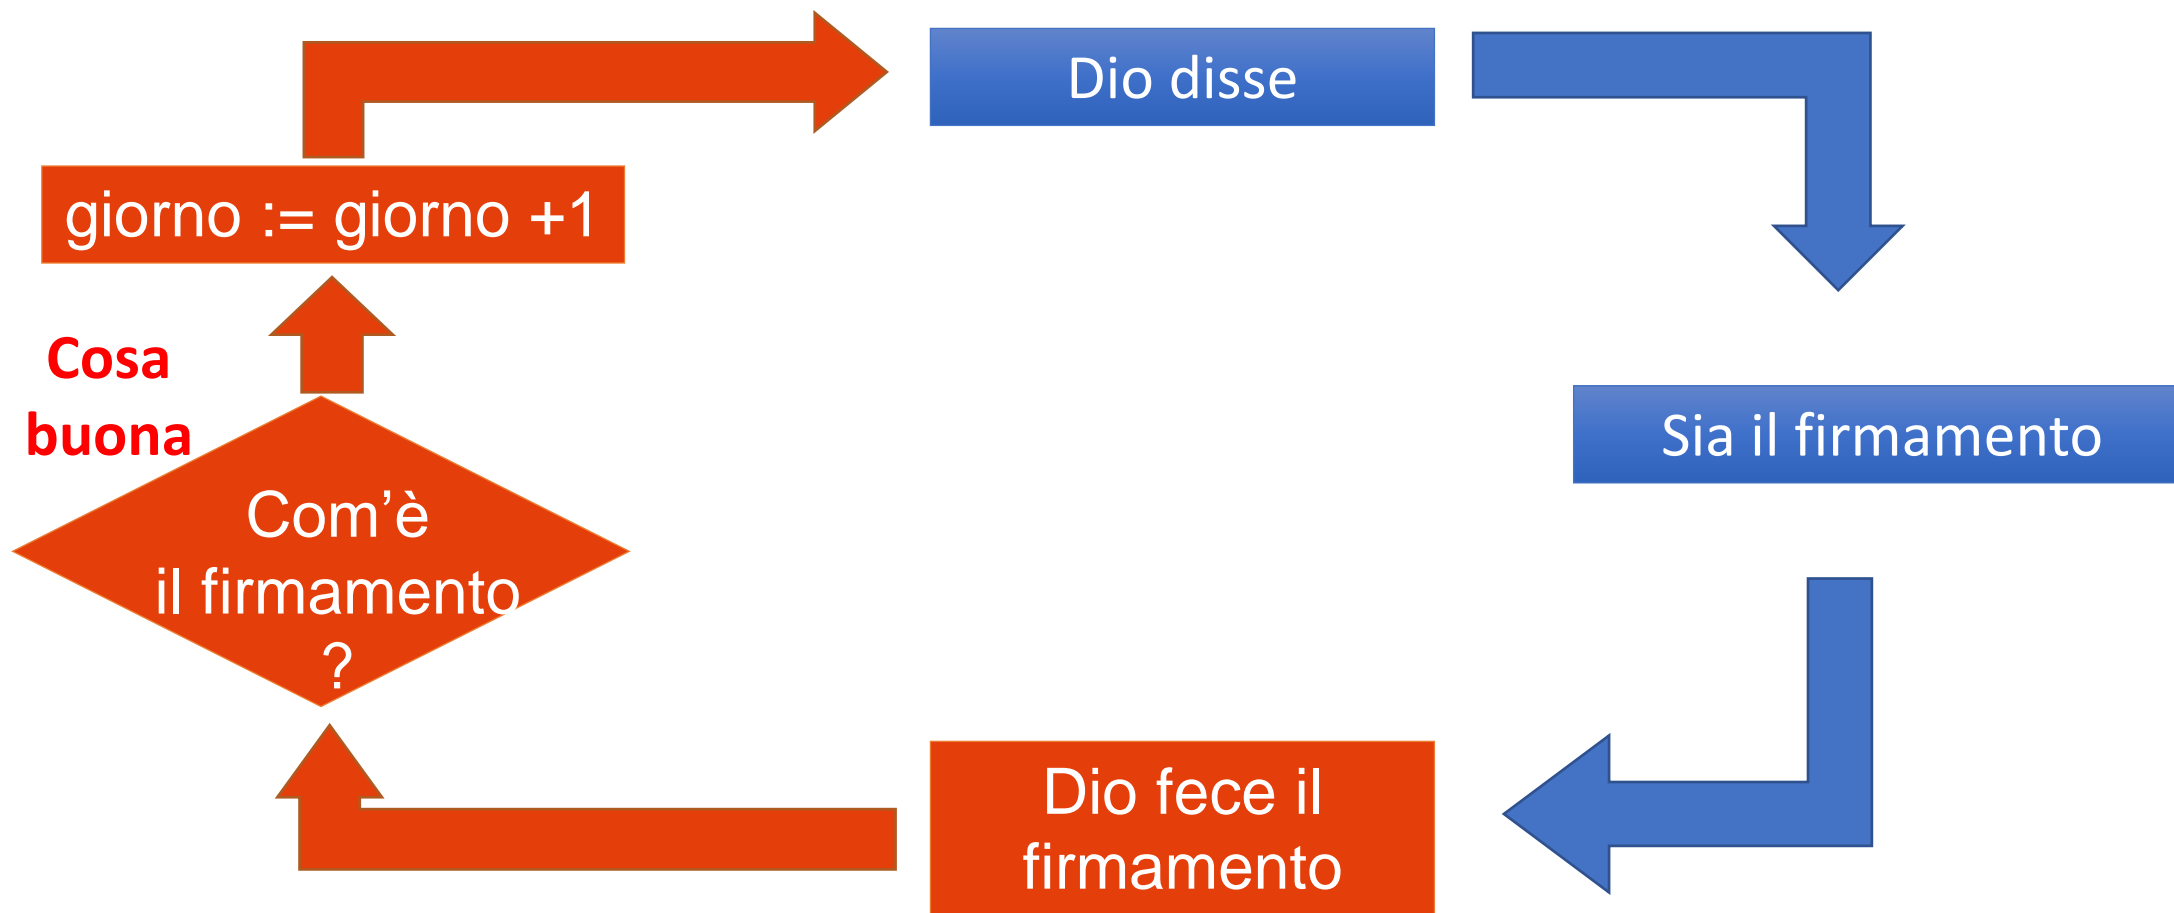 Dio disse
giorno := giorno +1
Cosa
buona
Sia il firmamento
Com’è
il firmamento
?
Dio fece il
firmamento